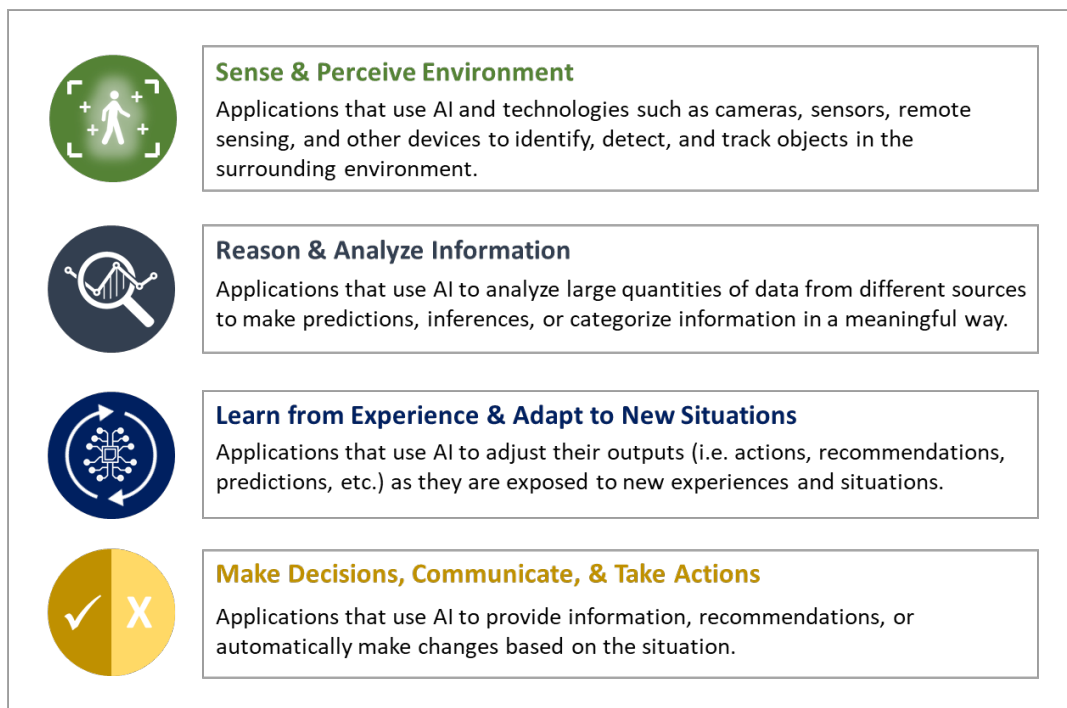 Sense & Perceive Environment
Applications that use AI and technologies such as cameras, sensors, remote
sensing, and other devices to identify, detect, and track objects in the
surrounding environment.
Reason & Analyze Information
Applications that use AI to analyze large quantities of data from different sources
to make predictions, inferences, or categorize information in a meaningful way.
Learn from Experience & Adapt to New Situations
Applications that use AI to adjust their outputs (i.e. actions, recommendations,
predictions, etc.) as they are exposed to new experiences and situations.
Make Decisions, Communicate, & Take Actions
Applications that use AI to provide information, recommendations, or
automatically make changes based on the situation.